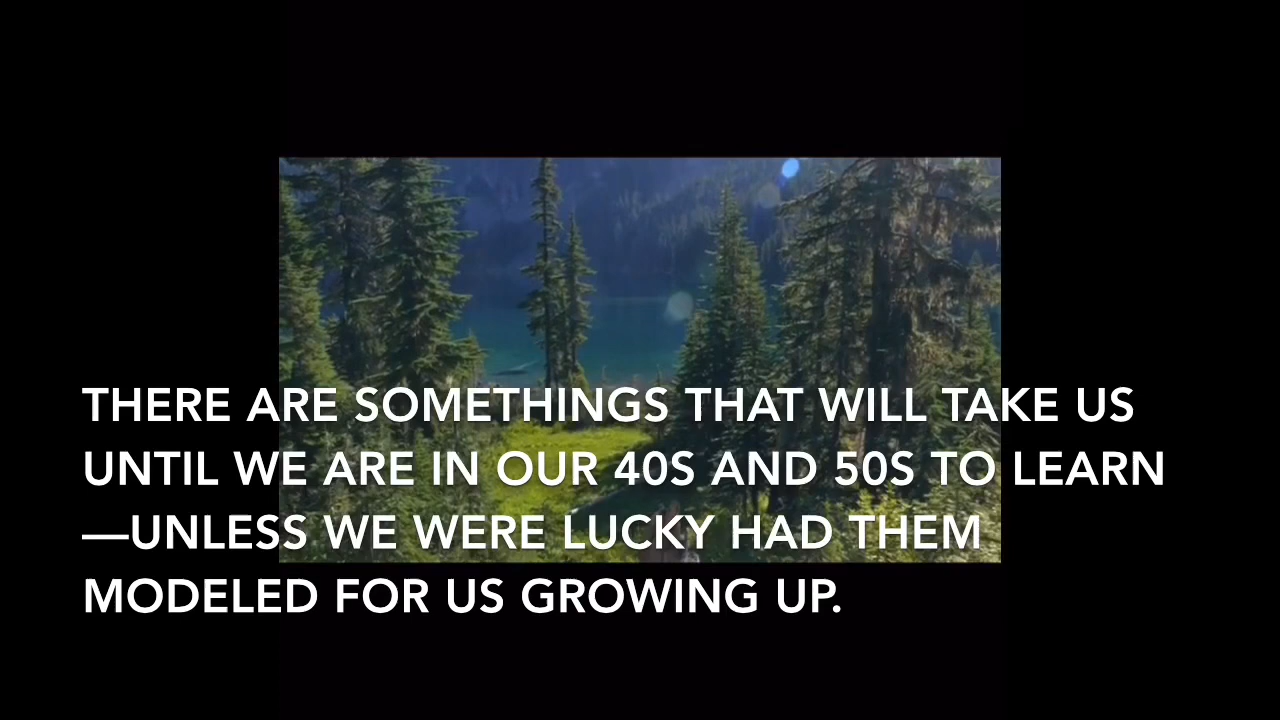 THERE ARE SOMETHINGS THAT WILL TAKE US
UNTIL WE ARE IN OUR 40S AND 50S TO LEARN
—UNLESS WE WERE LUCKY HAD THEM
MODELED FOR US GROWING UP.